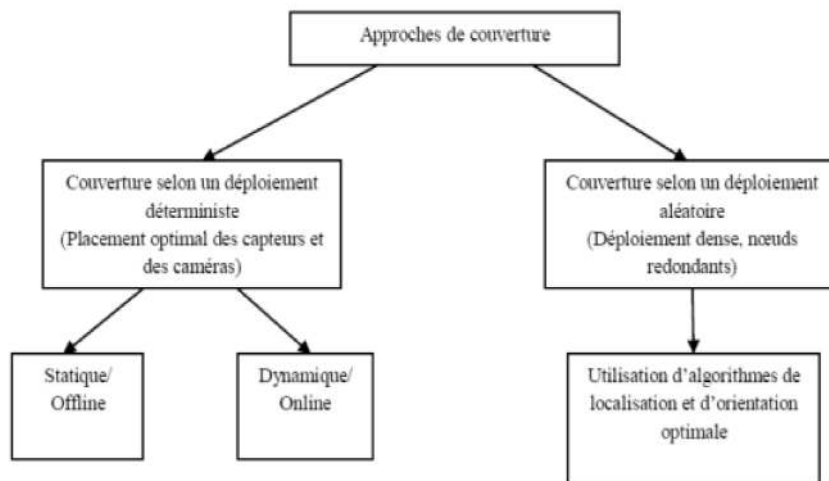 Approches de couverture
Couverture selon un déploiement
déterministe
(Placement optimal des capteurs et
des caméras)
Couverture selon un déploiement
aléatoire
(Déploiement dense, nœuds
redondants)
Statique/
Offline
Dynamique/
Online
Utilisation d’algorithmes de
localisation et d’orientation
optimale